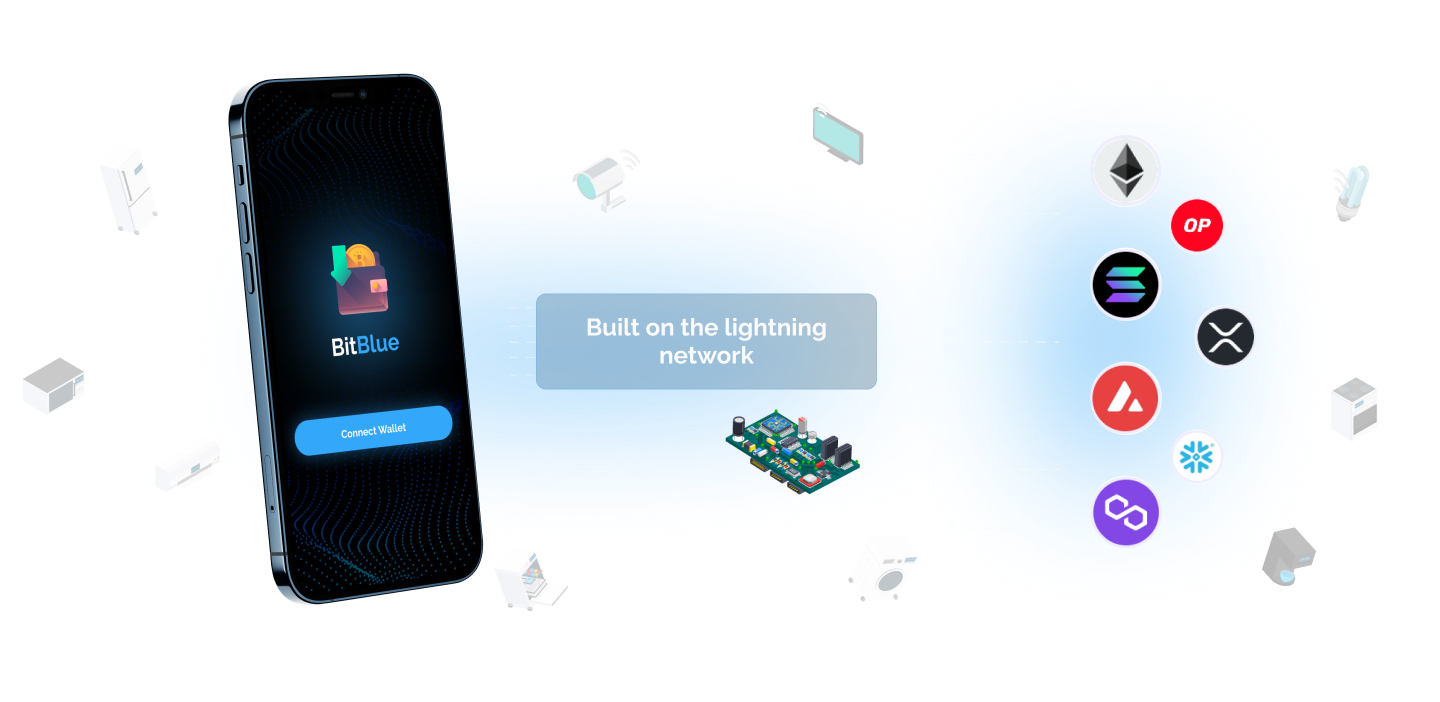 BitBlue
Connect Wallet
Built on the lightning
network
OP